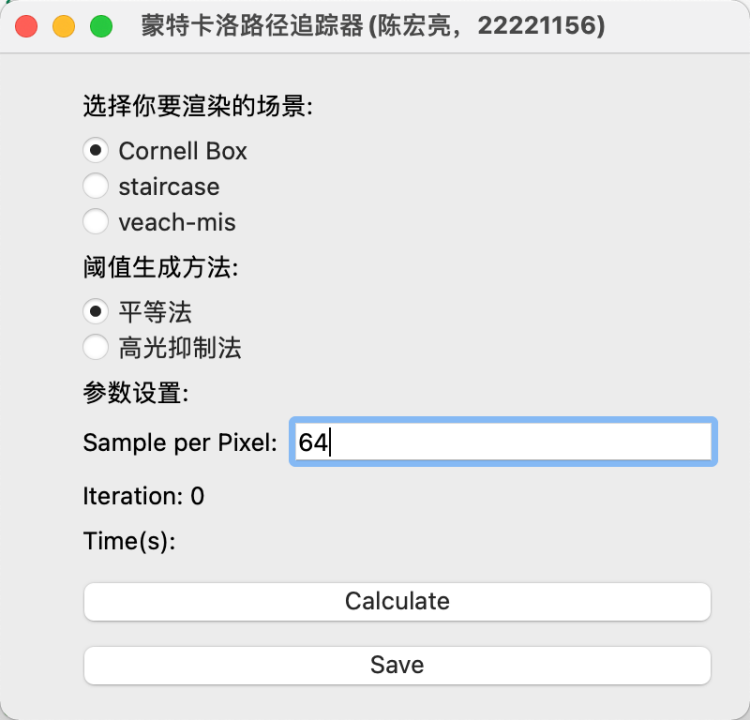 蒙特卡洛路径追踪器(陈宏亮，22221156)
选择你要渲染的场景:
Cornell Box
staircase
veach-mis
阈值生成方法:
平等法
高光抑制法
参数设置:
Sample per Pixel: 64
Iteration: 0
Time(s):
Calculate
Save